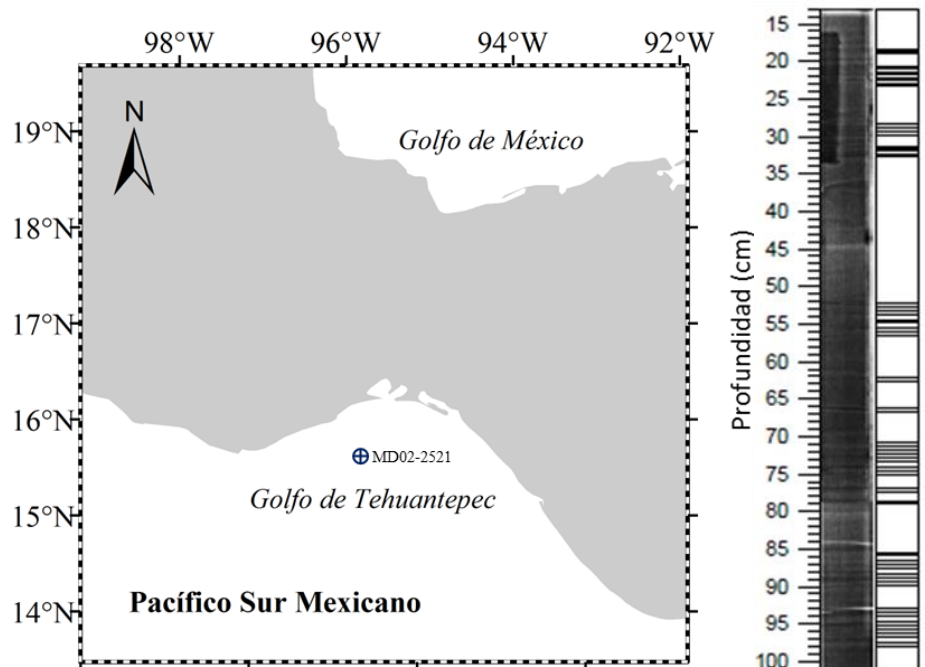 98°W 96°W 94°W 92°W
N
19°N
18°N
17°N
16°N
15°N
14°N
Golfo de México
MD02-2521
Golfo de Tehuantepec
Pacífico Sur Mexicano
Profundidad (cm)
15
20
25
30
35
40
45
50
55
60
65
70
75
80
85
90
95
100